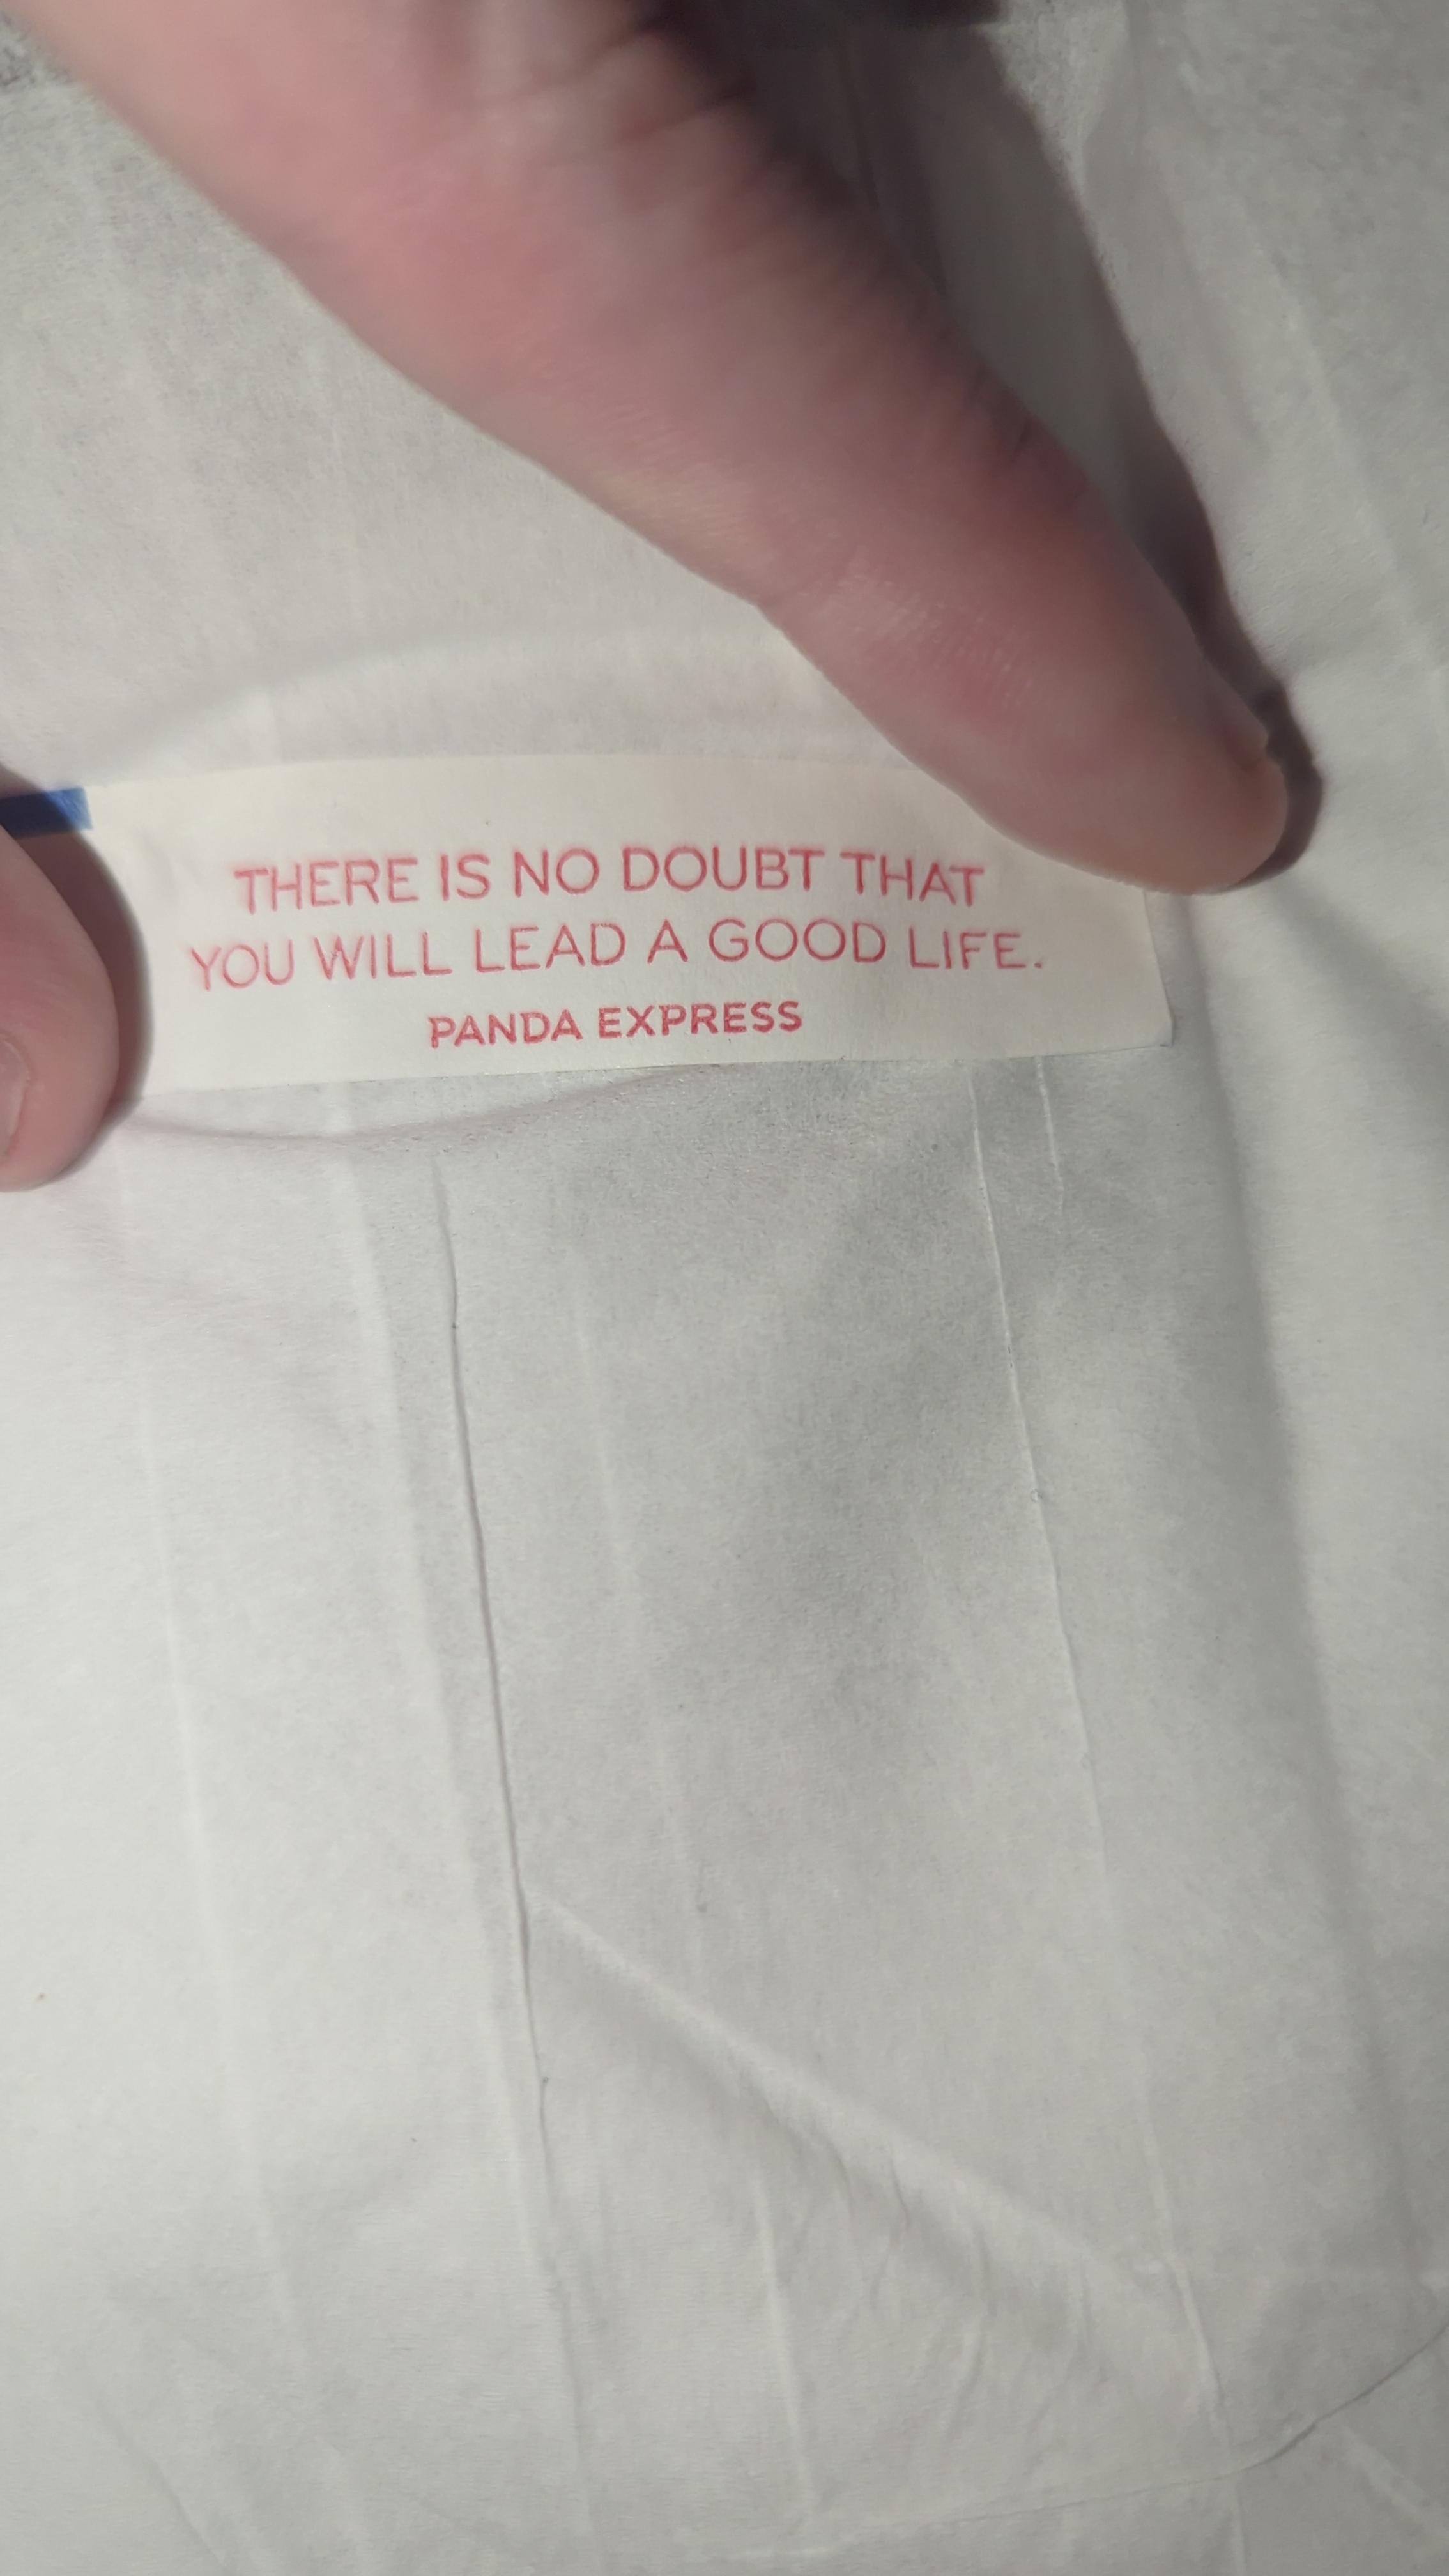 THERE IS NO DOUBT THAT
YOU WILL LEAD A GOOD LIFE.
PANDA EXPRESS